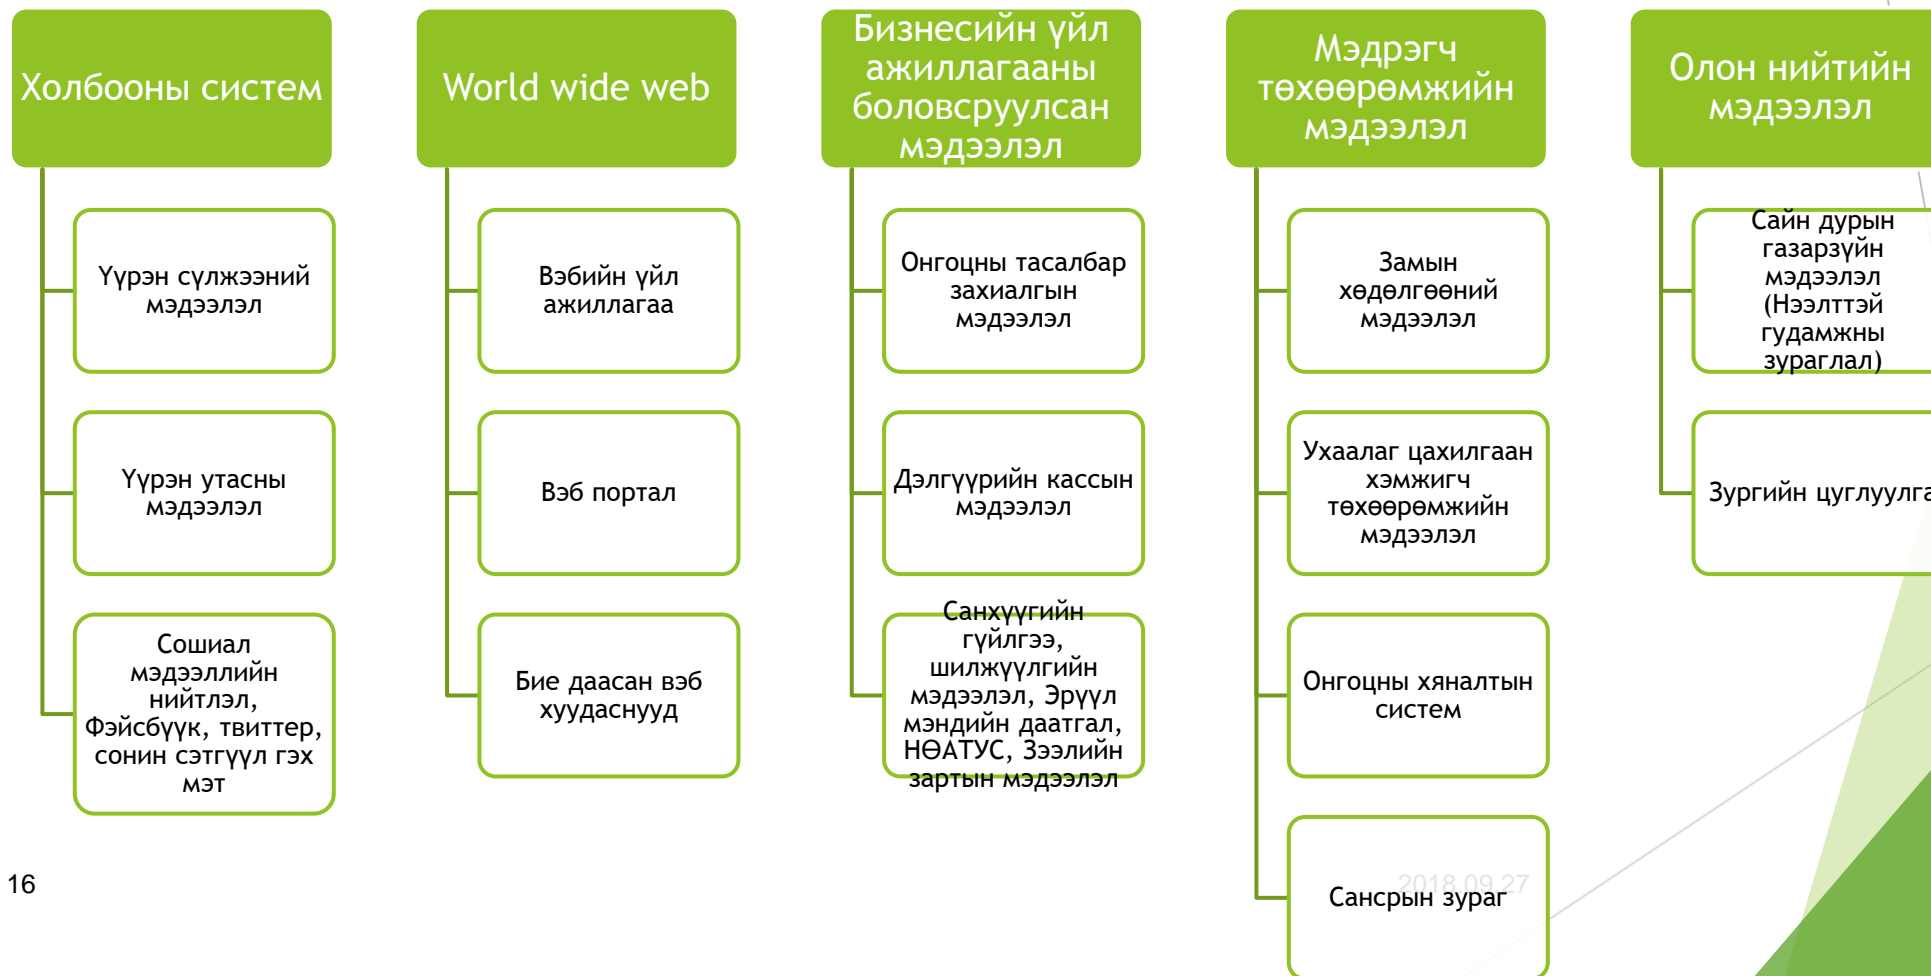 Холбооны систем
Үүрэн сүлжээний
мэдээлэл
Үүрэн утасны
мэдээлэл
Сошиал
мэдээллийн
нийтлэл,
Фэйсбүүк, твиттер,
сонин сэтгүүл гэх
мэт
World wide web
Вэбийн үйл
ажиллагаа
Вэб портал
Бие даасан вэб
хуудаснууд
Бизнесийн үйл
ажиллагааны
боловсруулсан
мэдээлэл
Онгоцны тасалбар
захиалгын
мэдээлэл
Дэлгүүрийн кассын
мэдээлэл
Санхүүгийн
гүйлгээ,
шилжүүлгийн
мэдээлэл, Эрүүл
мэндийн даатгал,
НӨАТУС, Зээлийн
зартын мэдээлэл
Мэдрэгч
төхөөрөмжийн
мэдээлэл
Замын
хөдөлгөөний
мэдээлэл
Ухаалаг цахилгаан
хэмжигч
төхөөрөмжийн
мэдээлэл
Онгоцны хяналтын
систем
Сансрын зураг
Олон нийтийн
мэдээлэл
Сайн дурын
газарзүйн
мэдээлэл
(Нээлттэй
гудамжны
зураглал)
Зургийн цуглуулга
16
2018.09.27